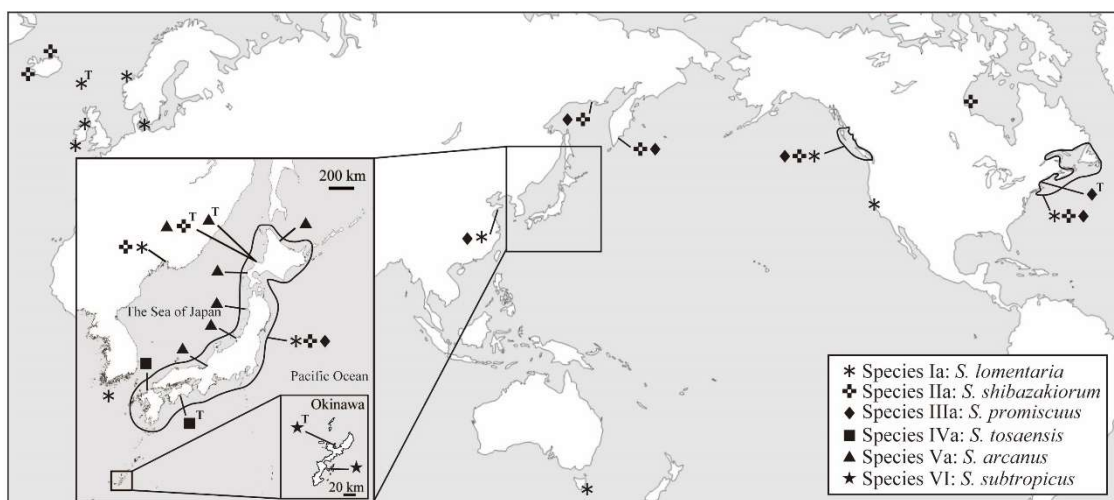 T
200 km
T
T
The Sea of Japan
Pacific Ocean
T
Okinawa
T
20 km
T
Species Ia: S. lomentaria
Species IIa: S. shibazakiorum
Species IIIa: S. promiscuus
Species IVa: S. tosaensis
Species Va: S. arcanus
Species VI: S. subtropicus